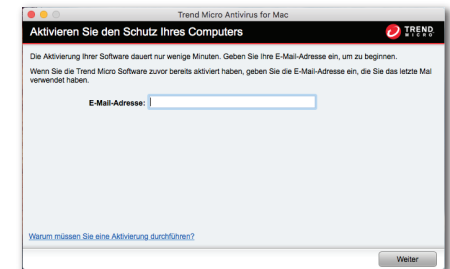 Trend Micro Antivirus for Mac
Aktivieren Sie den Schutz Ihres Computers
TREND
MICRO
Die Aktivierung Ihrer Software dauert nur wenige Minuten. Geben Sie Ihre E-Mail-Adresse ein, um zu beginnen.
Wenn Sie die Trend Micro Software zuvor bereits aktiviert haben, geben Sie die E-Mail-Adresse ein, die Sie das letzte Mal
verwendet haben.
E-Mail-Adresse:
Warum müssen Sie eine Aktivierung durchführen?
Weiter